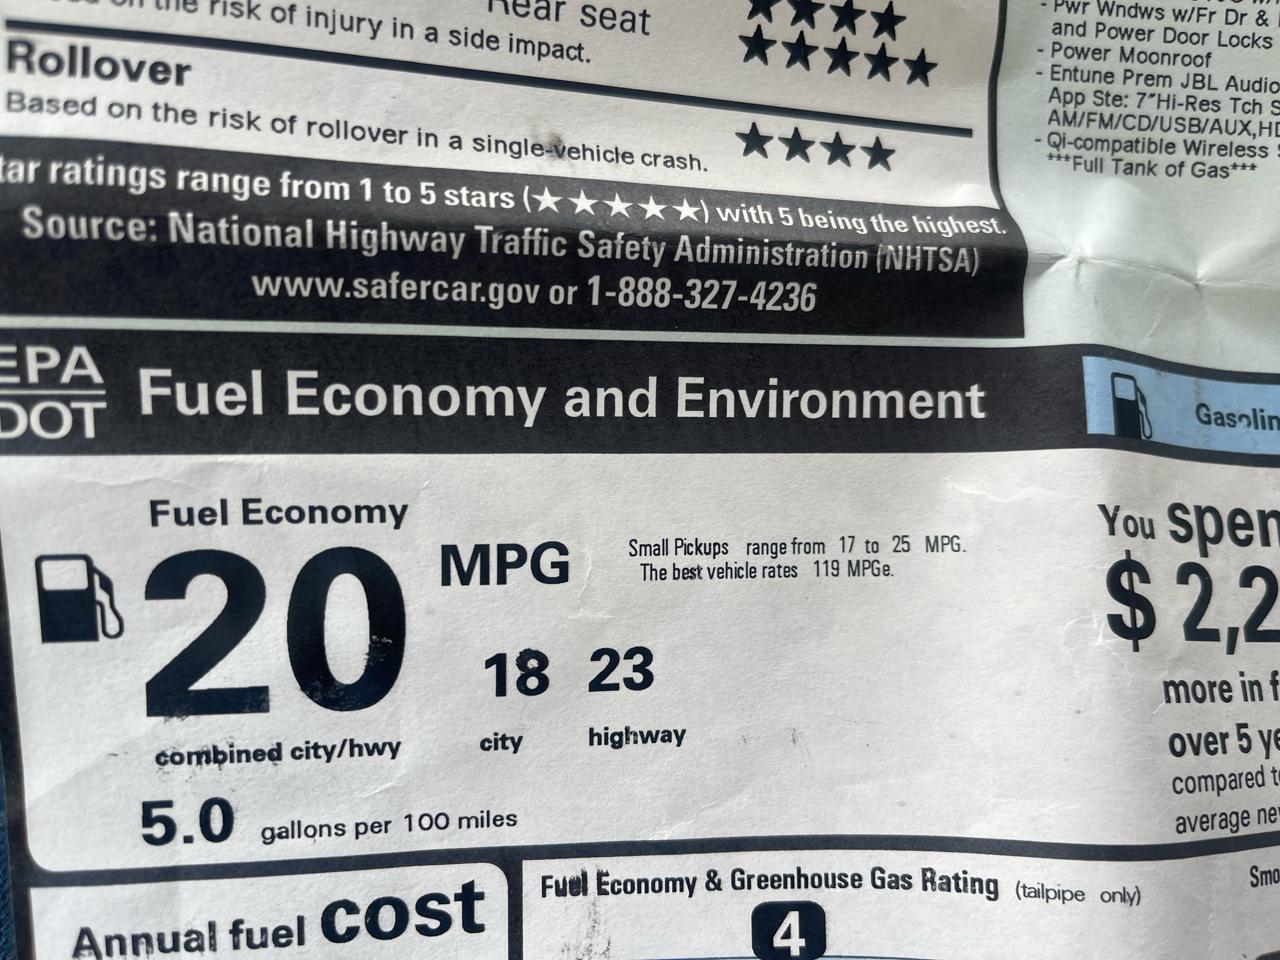 the risk of injury in a side impact.
Rear seat
★★★★
★★★★★
Rollover
Based on the risk of rollover in a single-vehicle crash.
★★★★
tar ratings range from 1 to 5 stars (★★★★★) with 5 being the highest.
Source: National Highway Traffic Safety Administration (NHTSA)
www.safercar.gov or 1-888-327-4236
- Pwr Wndws w/Fr Dr &
and Power Door Locks
- Power Moonroof
- Entune Prem JBL Audio
App Ste: 7"Hi-Res Tch S
AM/FM/CD/USB/AUX,HD
- Qi-compatible Wireless
***Full Tank of Gas***
EPA
DOT
Fuel Economy and Environment
Gasolin
Fuel Economy
20 MPG
Small Pickups range from 17 to 25 MPG.
The best vehicle rates 119 MPGe.
18 23
combined city/hwy city highway
5.0 gallons per 100 miles
You spen
$2,2
more in f
over 5 ye
compared to
average new
Annual fuel cost
Fuel Economy & Greenhouse Gas Rating (tailpipe only)
4
Smo